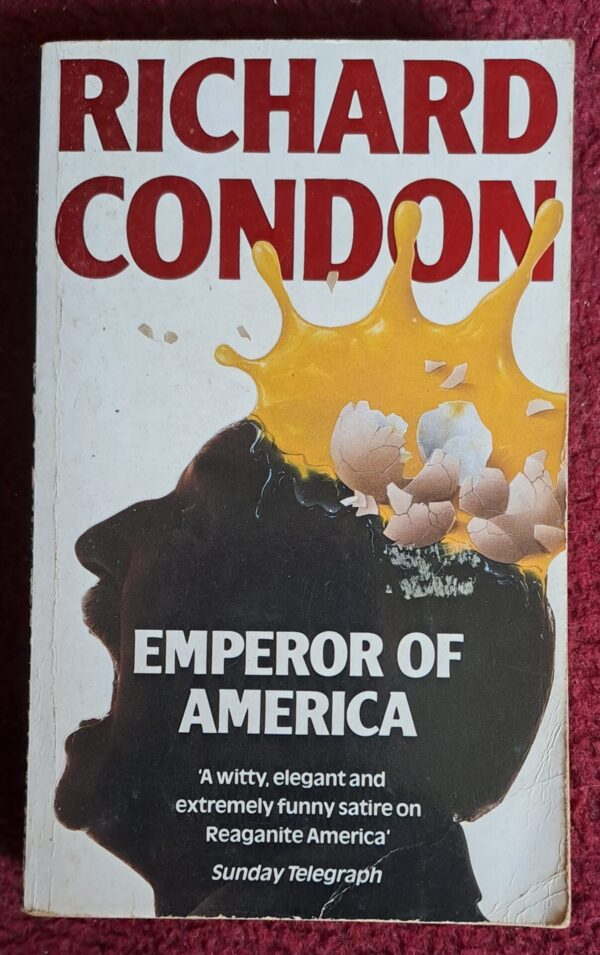 RICHARD
CONDON
EMPEROR OF
AMERICA
‘A witty, elegant and
extremely funny satire on
Reaganite America’
Sunday Telegraph